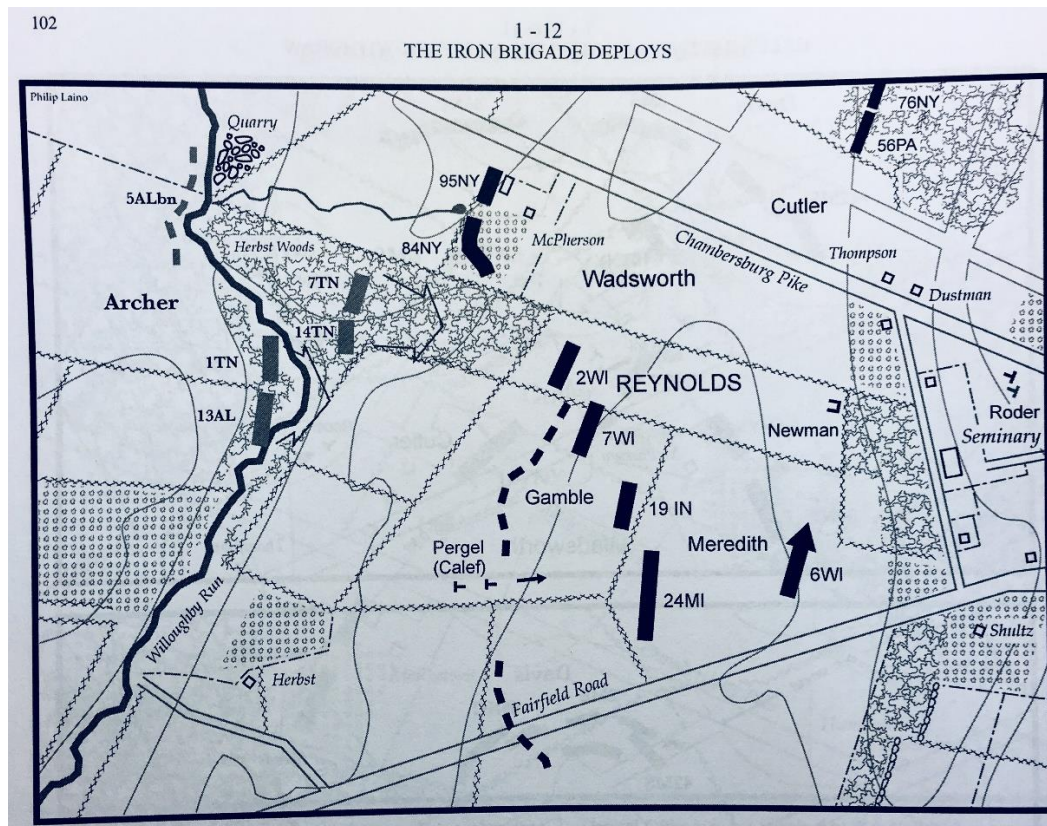 102
1 - 12
THE IRON BRIGADE DEPLOYS
Philip Laino
Quarry
76NY
56PA
5ALbn
95NY
Cutler
Herbst Woods
84NY
McPherson
Chambersburg Pike
Thompson
7TN
Wadsworth
Dustman
Archer
14TN
1TN
2WI
REYNOLDS
13AL
7WI
Newman
Roder
Seminary
Gamble
19 IN
Pergel
(Calef)
Meredith
6WI
24MI
Willoughby Run
Shultz
Herbst
Fairfield Road